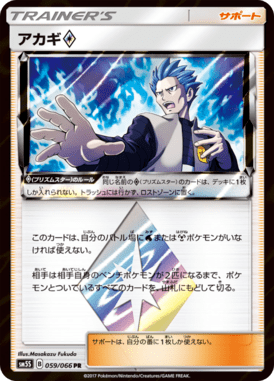 TRAINER'S
サポート
アカギ◇
◇(プリズムスター)のルール
同じ名前の◇(プリズムスター)のカードは、デッキに1枚
しか入れられない。トラッシュには行かず、ロストゾーンに置く。
このカードは、自分のバトル場に またはポケモンがいな
ければ使えない。
相手は相手自身のベンチポケモンが2匹になるまで、ポケ
モンとついているすべてのカードを、山札にもどして切る。
サポートは、自分の番に1枚しか使えない。
Illus.Masakazu Fukuda
SM5S
059/066 PR
©2017 Pokémon/Nintendo/Creatures/GAME FREAK.